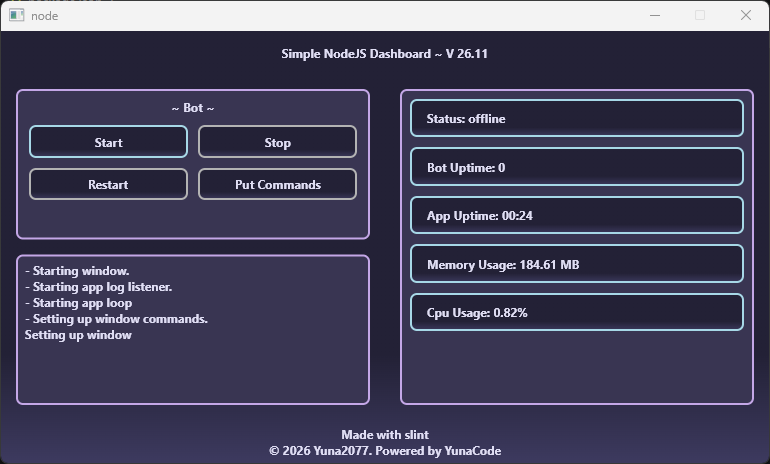 node
Simple NodeJS Dashboard ~ V 26.11
~ Bot ~
Start
Stop
Restart
Put Commands
- Starting window.
- Starting app log listener.
- Starting app loop
- Setting up window commands.
Setting up window
Status: offline
Bot Uptime: 0
App Uptime: 00:24
Memory Usage: 184.61 MB
Cpu Usage: 0.82%
Made with slint
© 2026 Yuna2077. Powered by YunaCode